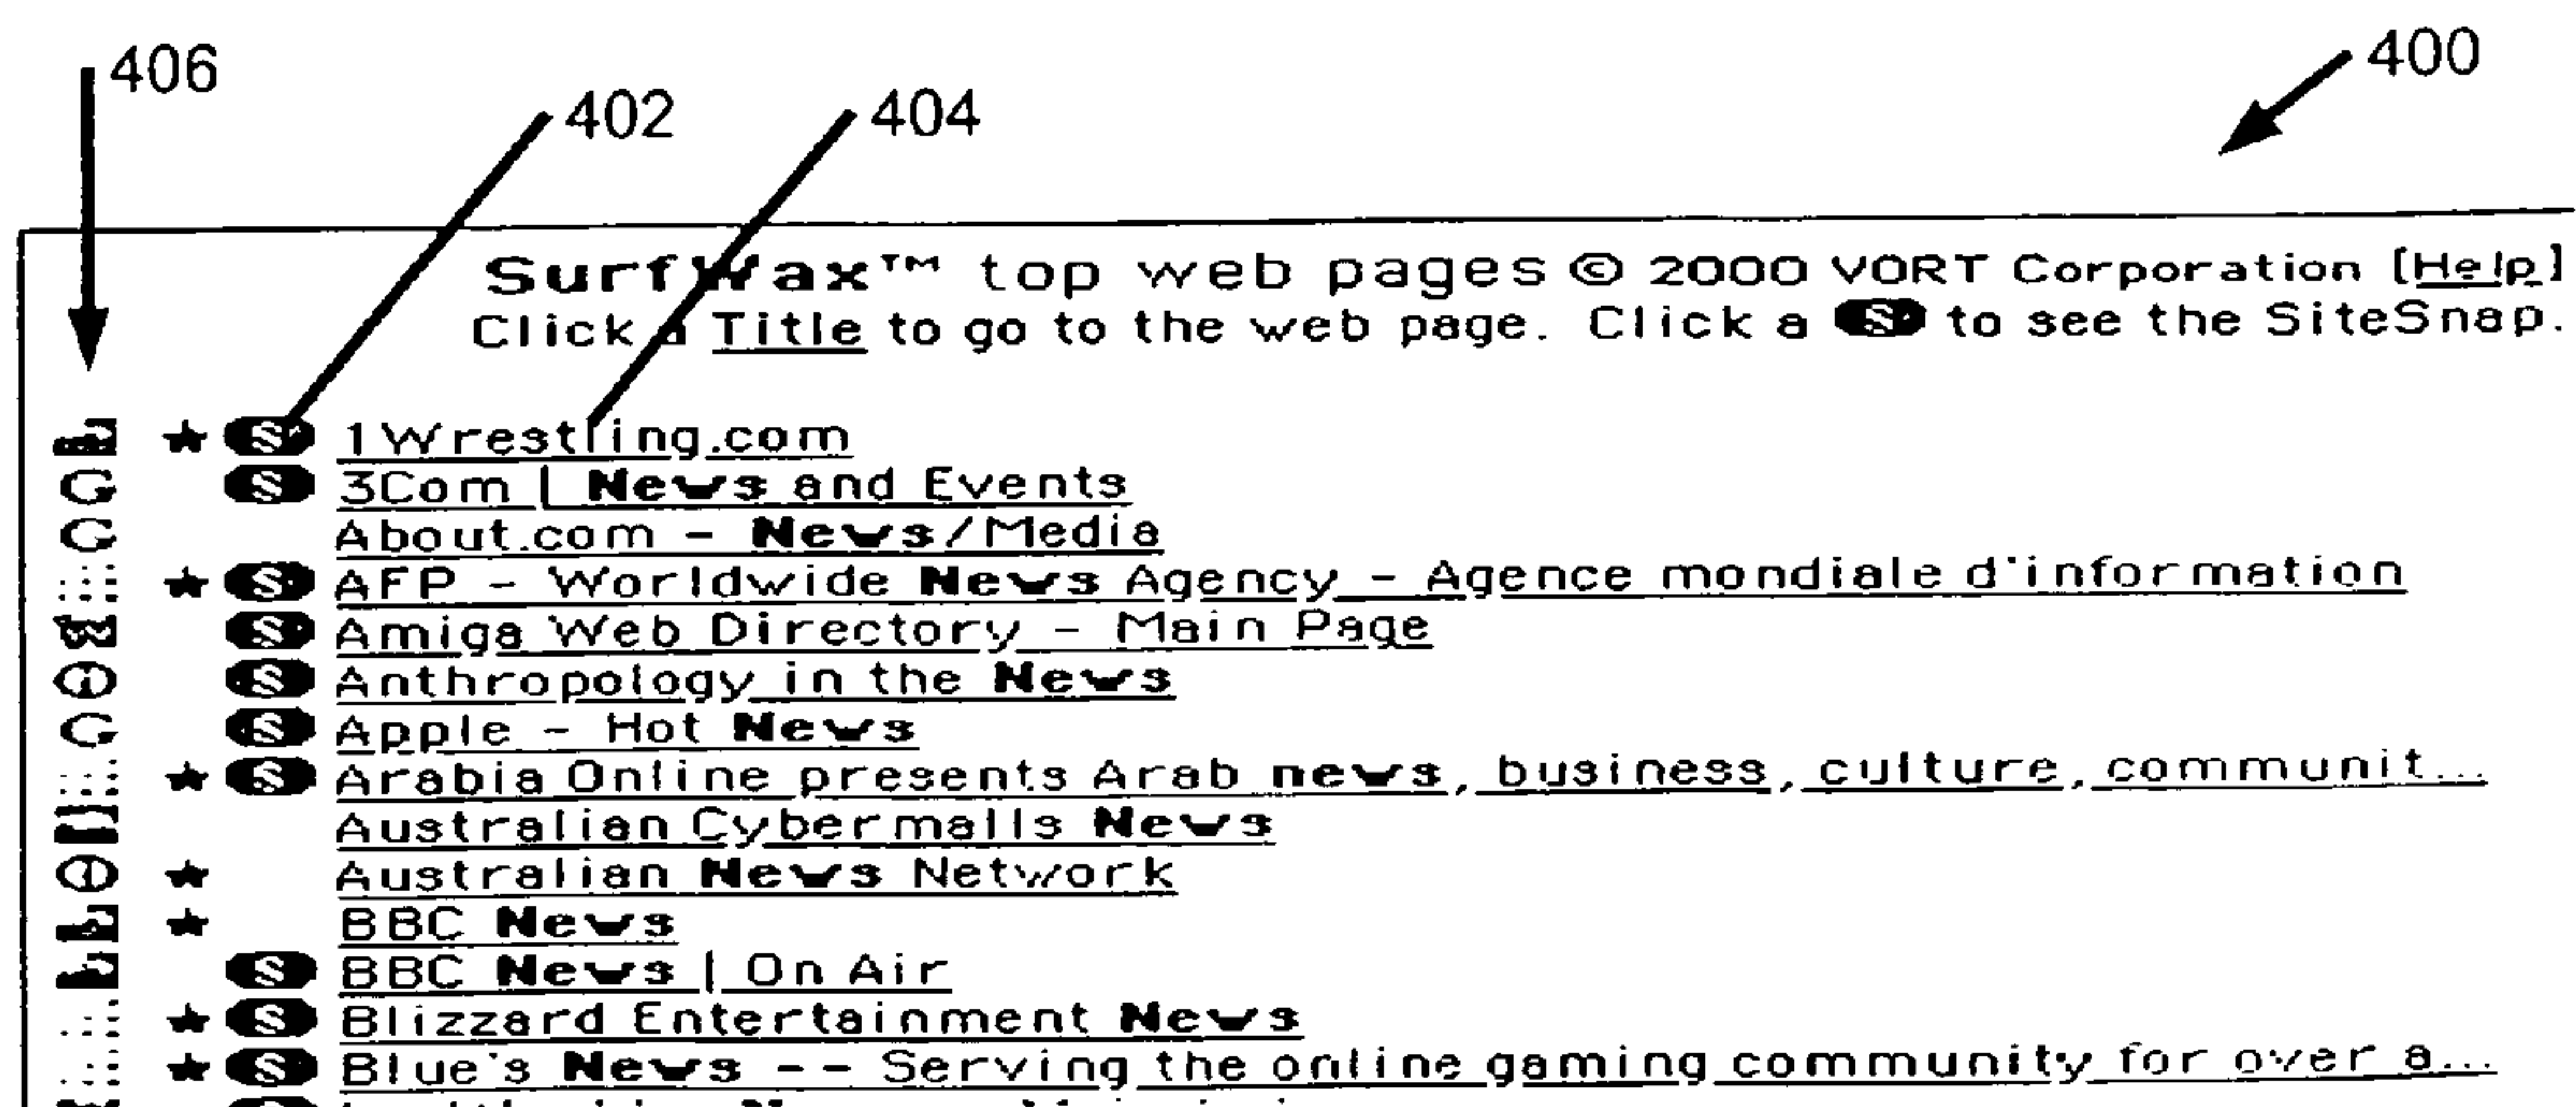 406
402
404
400
SurfWax™ top web pages © 2000 VORT Corporation [Help]
Click a Title to go to the web page. Click a S to see the SiteSnap.
S 1Wrestling.com
G S 3Com | News and Events
G About.com - News/Media
S AFP - Worldwide News Agency - Agence mondiale d'information
S Amiga Web Directory - Main Page
S Anthropology in the News
G S Apple - Hot News
S Arabia Online presents Arab news, business, culture, communit...
Australian Cybermalls News
Australian News Network
BBC News
S BBC News | On Air
S Blizzard Entertainment News
S Blue's News -- Serving the online gaming community for over a...